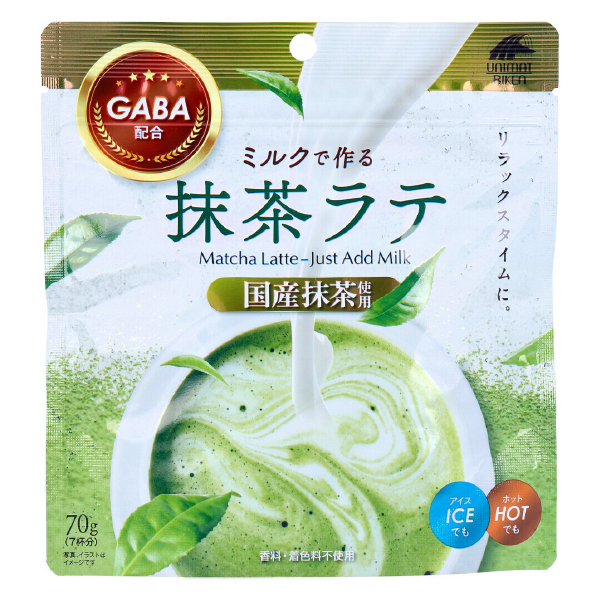 UNIMAT
RIKEN
GABA
配合
ミルクで作る
抹茶ラテ
Matcha Latte-Just Add Milk
国産抹茶使用
リラックスタイムに。
アイス
ICE
でも
ホット
HOT
でも
70g
(7杯分)
写真、イラストは
イメージです
香料・着色料不使用